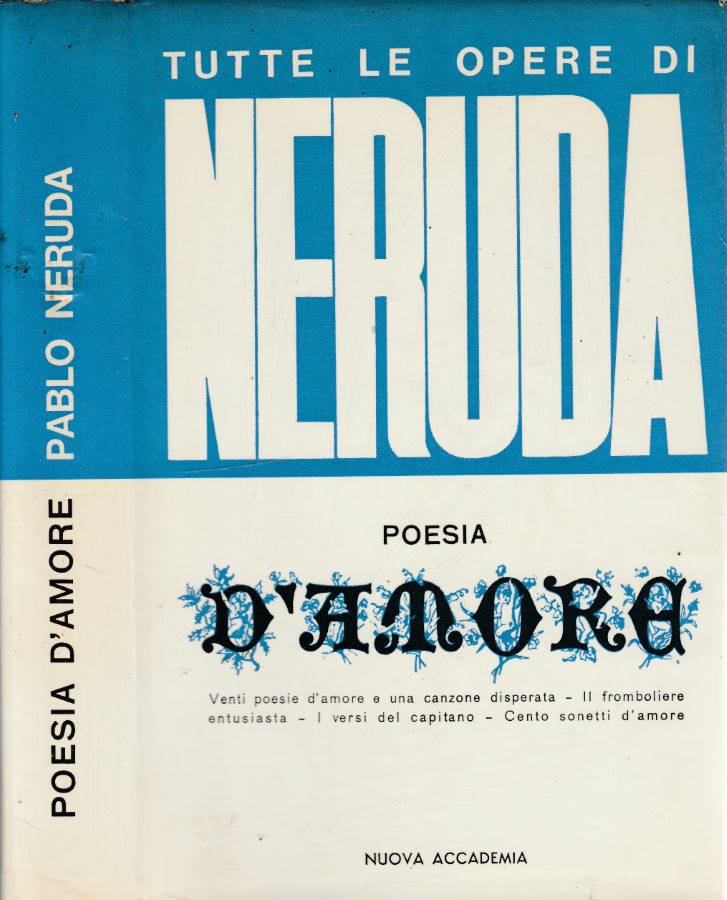 TUTTE LE OPERE DI
NERUDA
POESIA
D'AMORE
Venti poesie d'amore e una canzone disperata – Il fromboliere
entusiasta – I versi del capitano – Cento sonetti d'amore
NUOVA ACCADEMIA
POESIA D'AMORE PABLO NERUDA